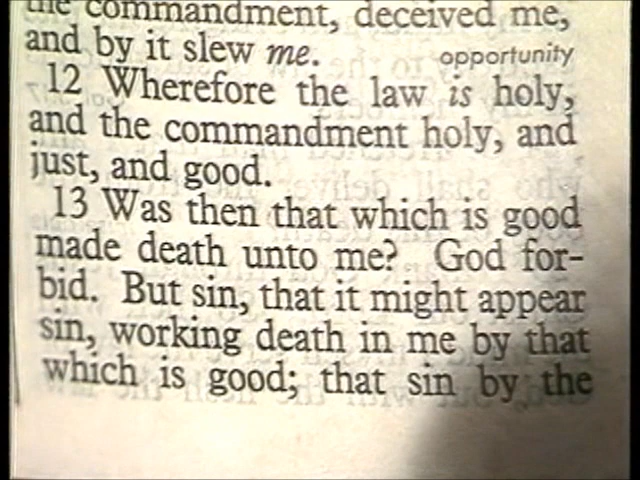 the commandment, deceived me,
and by it slew me. opportunity
12 Wherefore the law is holy,
and the commandment holy, and
just, and good.
13 Was then that which is good
made death unto me? God for-
bid. But sin, that it might appear
sin, working death in me by that
which is good; that sin by the